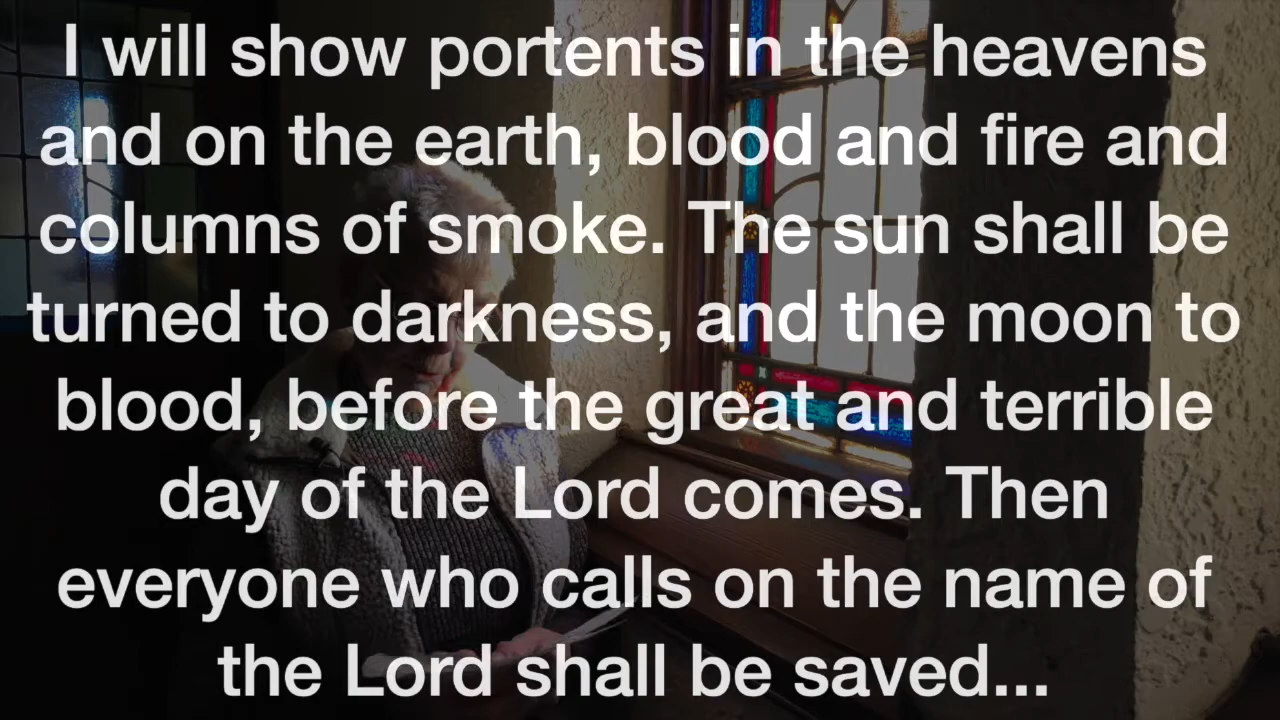 I will show portents in the heavens
and on the earth, blood and fire and
columns of smoke. The sun shall be
turned to darkness, and the moon to
blood, before the great and terrible
day of the Lord comes. Then
everyone who calls on the name of
the Lord shall be saved...